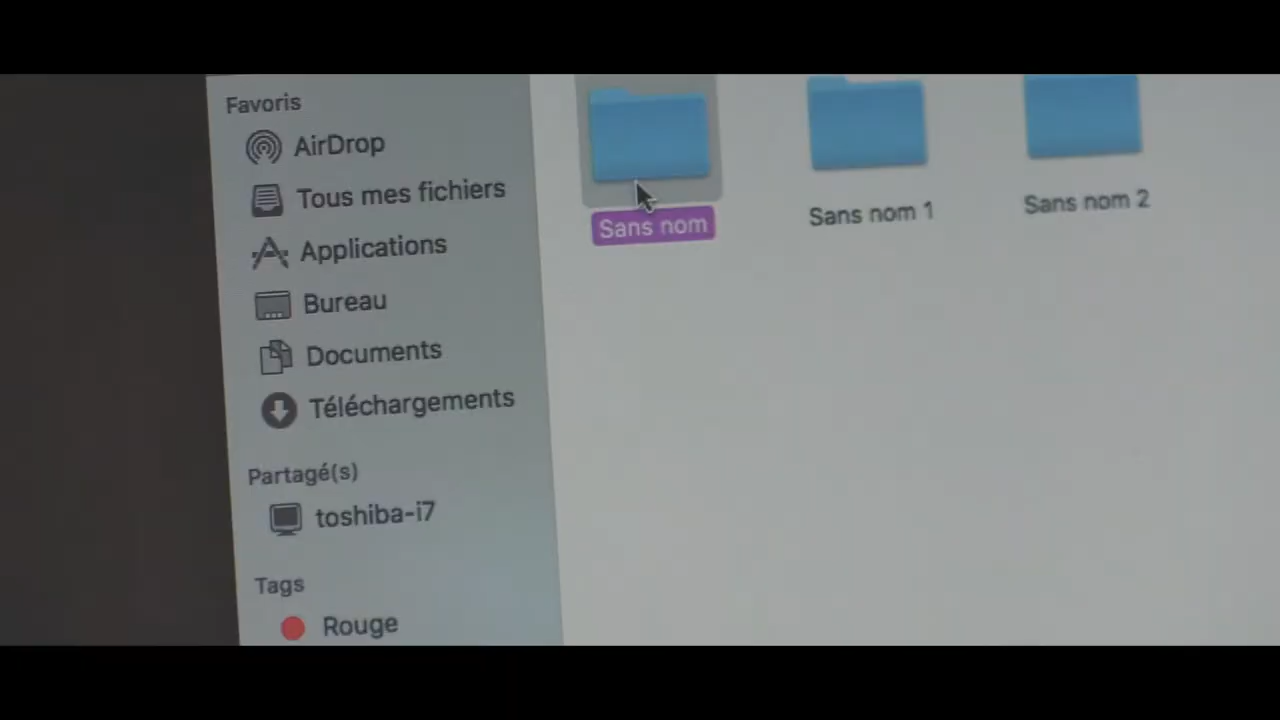 Favoris
AirDrop
Tous mes fichiers
Applications
Bureau
Documents
Téléchargements
Partagé(s)
toshiba-i7
Tags
Rouge
Sans nom
Sans nom 1
Sans nom 2